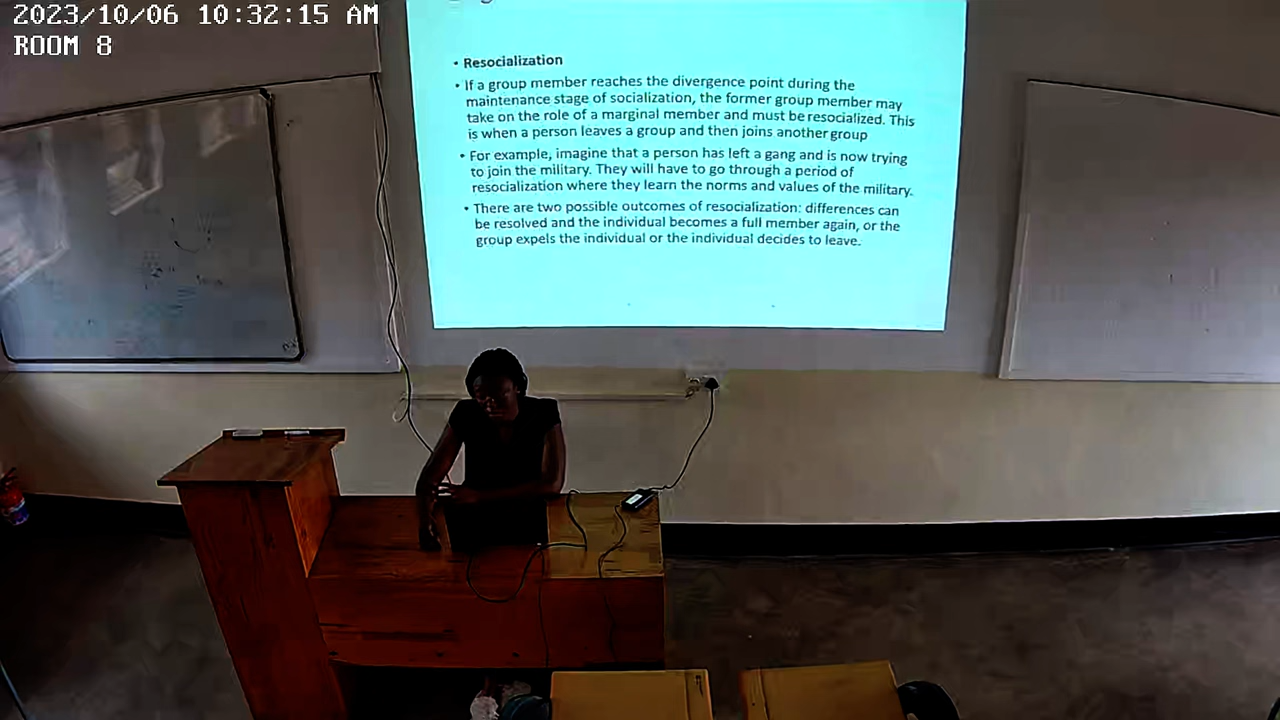 2023/10/06 10:32:15 AM
ROOM 8
• Resocialization
• If a group member reaches the divergence point during the
maintenance stage of socialization, the former group member may
take on the role of a marginal member and must be resocialized. This
is when a person leaves a group and then joins another group
• For example, imagine that a person has left a gang and is now trying
to join the military. They will have to go through a period of
resocialization where they learn the norms and values of the military.
• There are two possible outcomes of resocialization: differences can
be resolved and the individual becomes a full member again, or the
group expels the individual or the individual decides to leave.